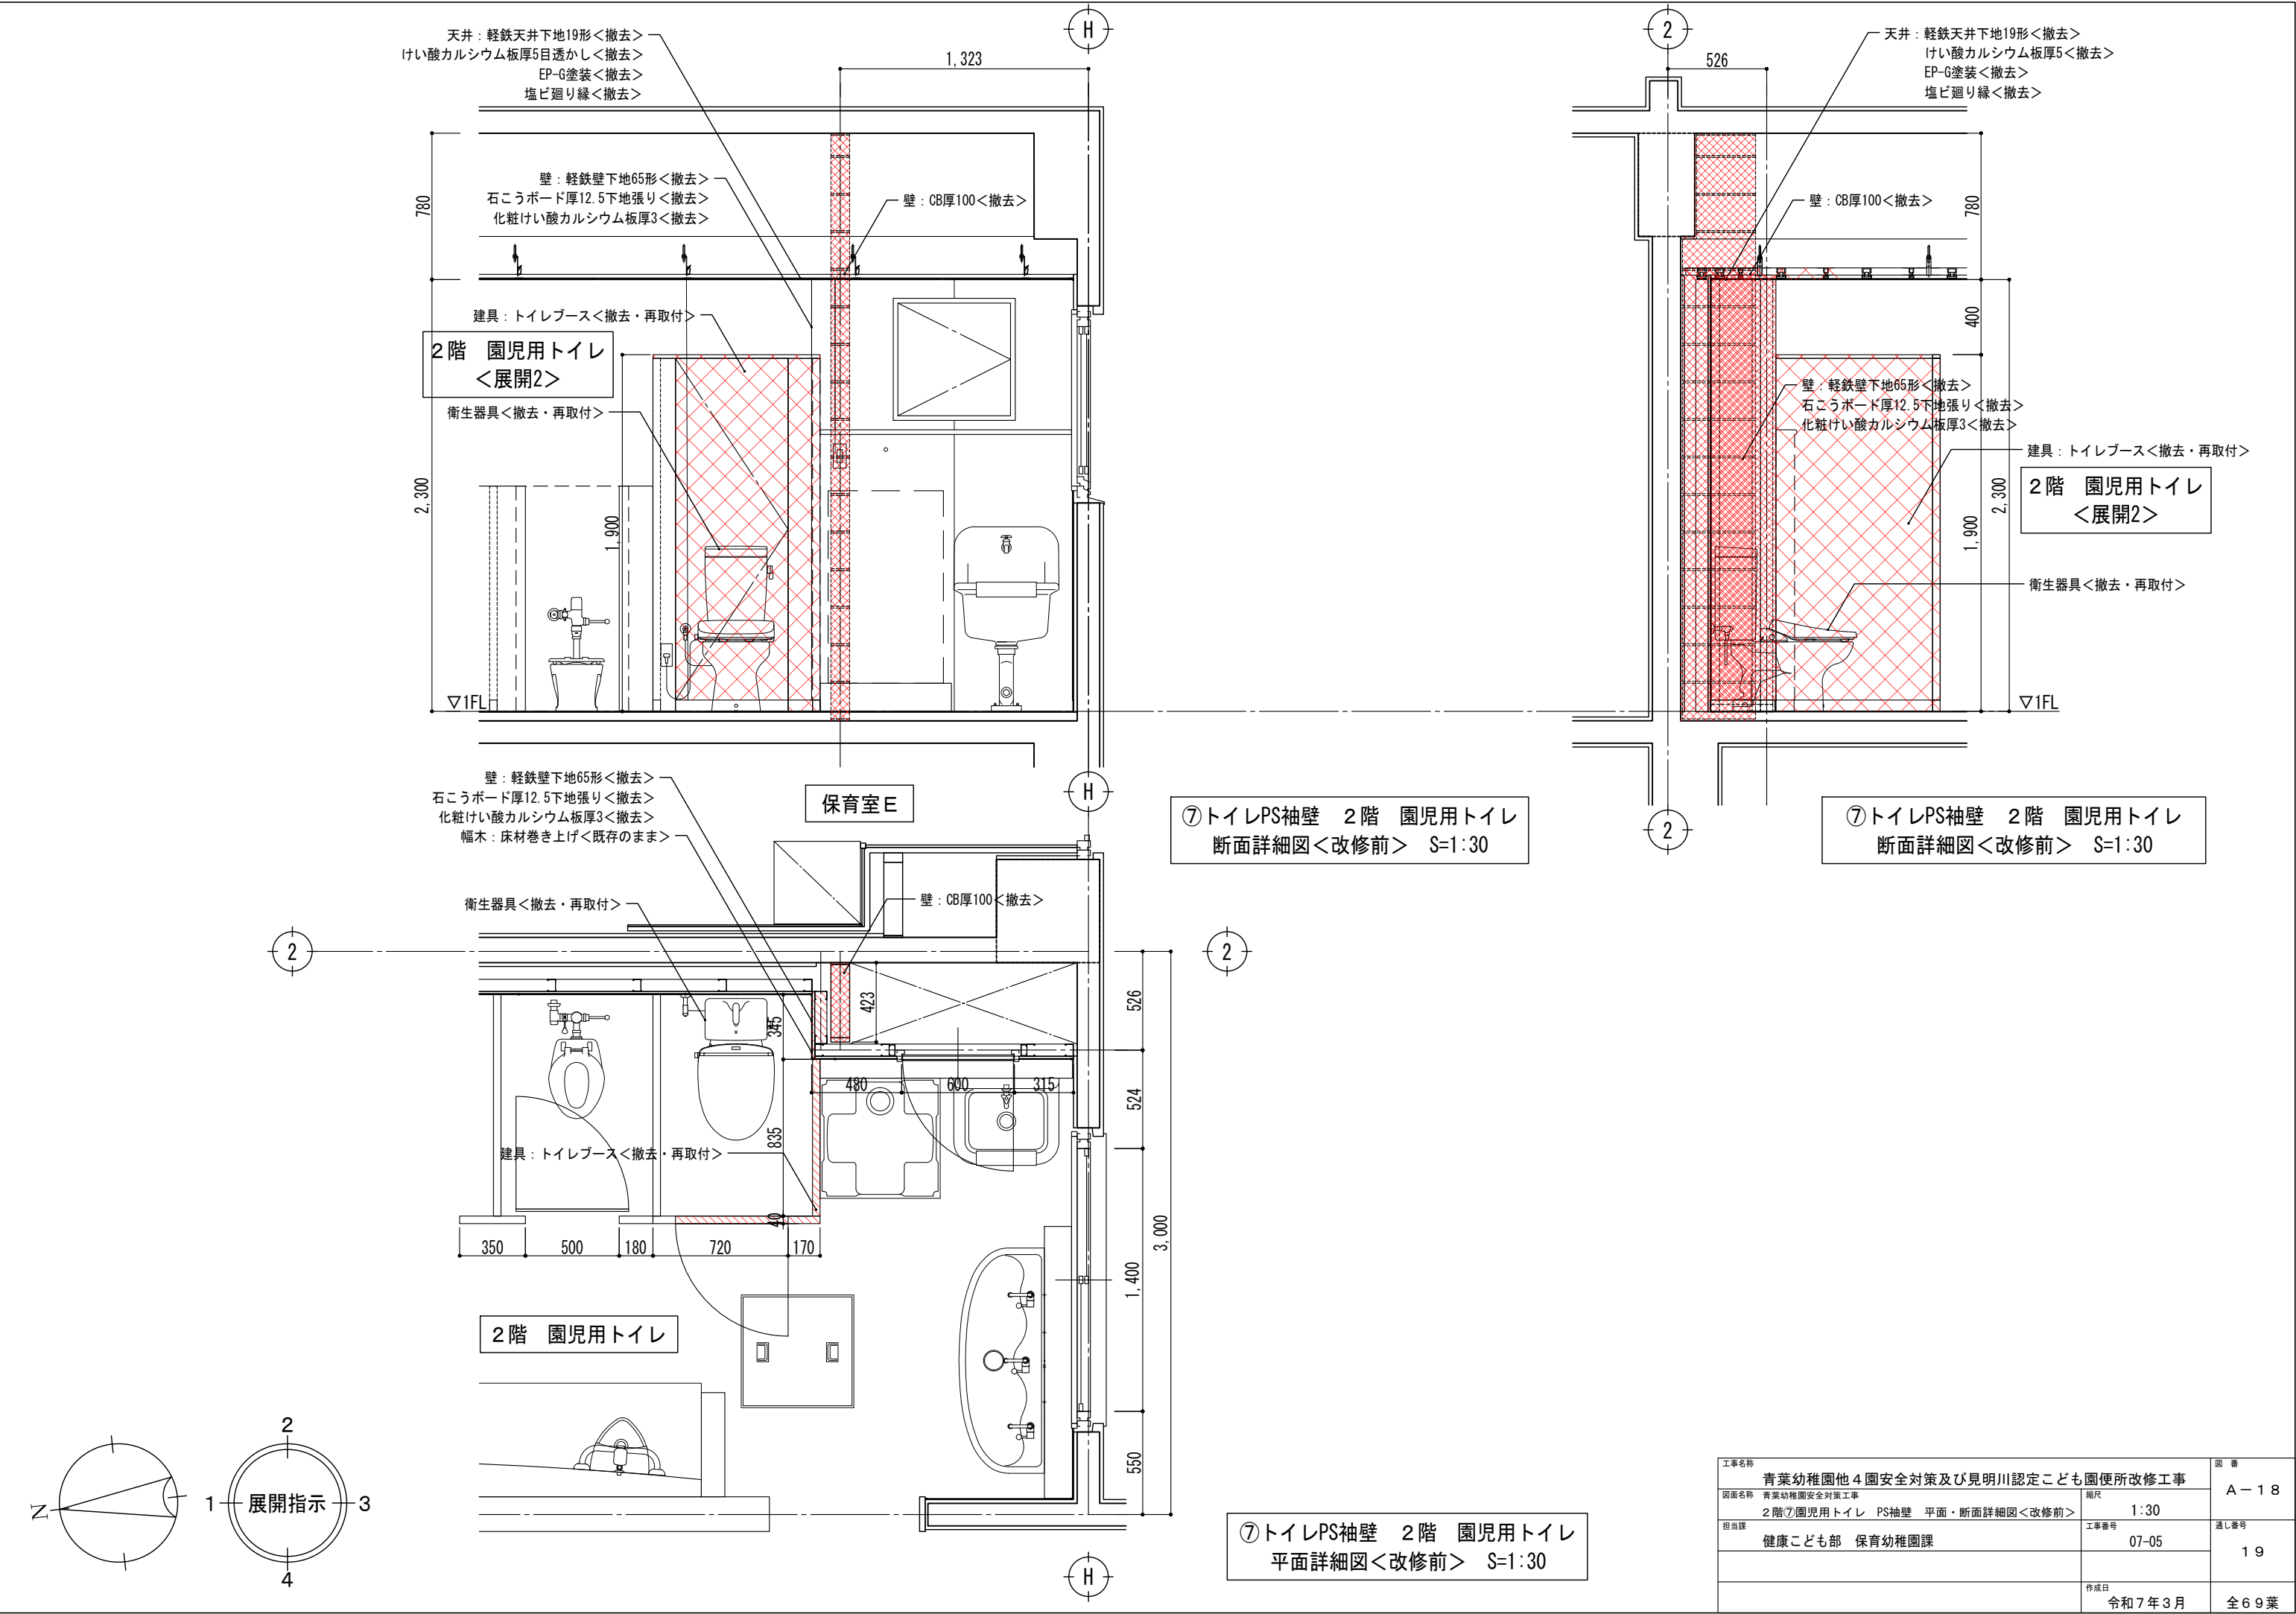 天井：軽鉄天井下地19形＜撤去＞
けい酸カルシウム板厚5目透かし＜撤去＞
EP-G塗装＜撤去＞
塩ビ廻り縁＜撤去＞
H
1,323
780
壁：軽鉄壁下地65形＜撤去＞
石こうボード厚12.5下地張り＜撤去＞
化粧けい酸カルシウム板厚3＜撤去＞
壁：CB厚100＜撤去＞
建具：トイレブース＜撤去・再取付＞
２階　園児用トイレ
＜展開2＞
衛生器具＜撤去・再取付＞
2,300
1,900
▽1FL
2
526
天井：軽鉄天井下地19形＜撤去＞
けい酸カルシウム板厚5＜撤去＞
EP-G塗装＜撤去＞
塩ビ廻り縁＜撤去＞
壁：CB厚100＜撤去＞
780
400
壁：軽鉄壁下地65形＜撤去＞
石こうボード厚12.5下地張り＜撤去＞
化粧けい酸カルシウム板厚3＜撤去＞
建具：トイレブース＜撤去・再取付＞
２階　園児用トイレ
＜展開2＞
2,300
1,900
衛生器具＜撤去・再取付＞
▽1FL
H
2
⑦トイレPS袖壁　２階　園児用トイレ
断面詳細図＜改修前＞　S=1:30
⑦トイレPS袖壁　２階　園児用トイレ
断面詳細図＜改修前＞　S=1:30
壁：軽鉄壁下地65形＜撤去＞
石こうボード厚12.5下地張り＜撤去＞
化粧けい酸カルシウム板厚3＜撤去＞
幅木：床材巻き上げ＜既存のまま＞
保育室Ｅ
衛生器具＜撤去・再取付＞
壁：CB厚100＜撤去＞
2
2
423
345
526
480
600
315
524
835
建具：トイレブース＜撤去・再取付＞
40
350
500
180
720
170
3,000
1,400
２階　園児用トイレ
550
H
⑦トイレPS袖壁　２階　園児用トイレ
平面詳細図＜改修前＞　S=1:30
N
2
1
展開指示
3
4
工事名称
青葉幼稚園他４園安全対策及び見明川認定こども園便所改修工事
図　番
Ａ－１８
図面名称
青葉幼稚園安全対策工事
２階⑦園児用トイレ　PS袖壁　平面・断面詳細図＜改修前＞
縮尺
1:30
担当課
健康こども部　保育幼稚園課
工事番号
07-05
通し番号
１９
作成日
令和７年３月
全６９葉